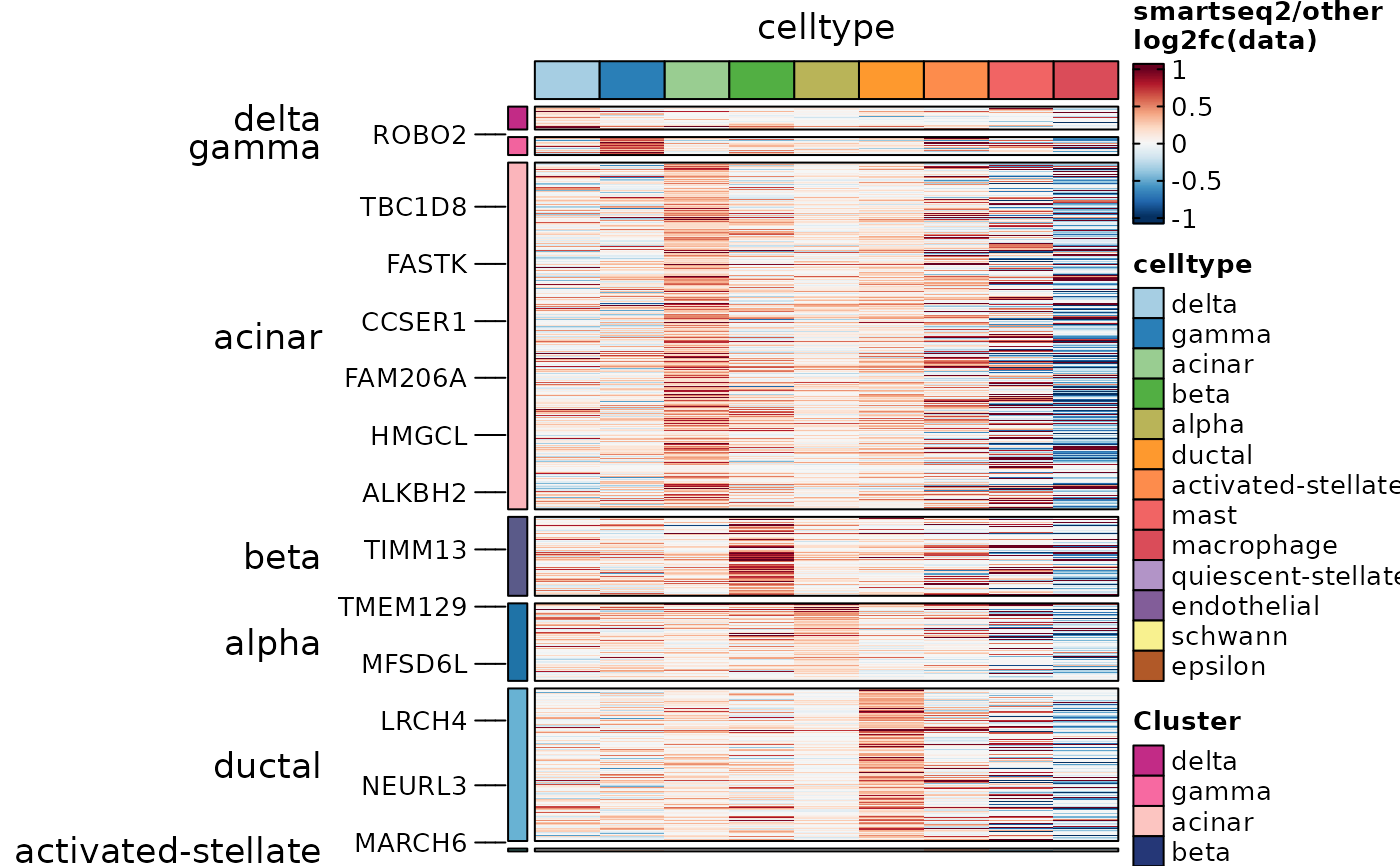 celltype
delta
gamma
acinar
beta
alpha
ductal
activated-stellate
ROBO2
TBC1D8
FASTK
CCSER1
FAM206A
HMGCL
ALKBH2
TIMM13
TMEM129
MFSD6L
LRCH4
NEURL3
MARCH6
smartseq2/other
log2fc(data)
1
0.5
0
-0.5
-1
celltype
delta
gamma
acinar
beta
alpha
ductal
activated-stellate
mast
macrophage
quiescent-stellate
endothelial
schwann
epsilon
Cluster
delta
gamma
acinar
beta